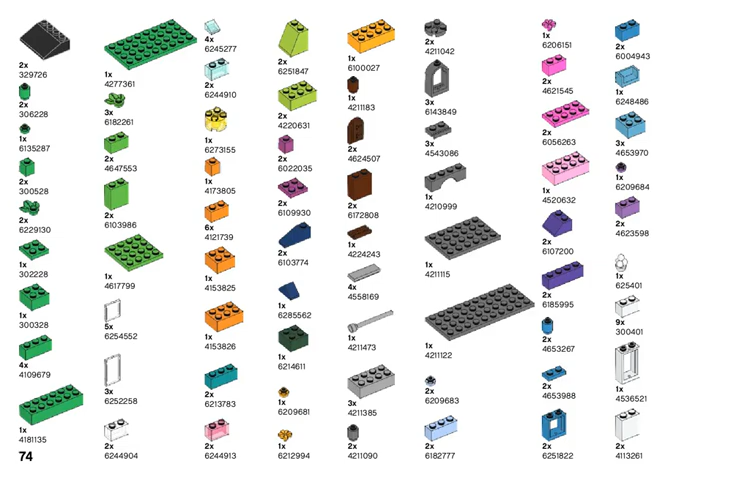 2x
329726
2x
306228
1x
6135287
2x
300528
2x
6229130
1x
302228
1x
300328
4x
4109679
1x
4181135
1x
4277361
3x
6182261
2x
4647553
2x
6103986
1x
4617799
5x
6254552
3x
6252258
2x
6244904
4x
6245277
2x
6244910
1x
6273155
1x
4173805
6x
4121739
1x
4153825
1x
4153826
2x
6213783
2x
6244913
2x
6251847
2x
4220631
2x
6022035
2x
6109930
2x
6103774
1x
6285562
1x
6214611
1x
6209681
1x
6212994
1x
6100027
1x
4211183
2x
4624507
2x
6172808
1x
4224243
4x
4558169
1x
4211473
3x
4211385
2x
4211090
2x
4211042
3x
6143849
3x
4543086
1x
4210999
1x
4211115
1x
4211122
2x
6209683
2x
6182777
1x
6206151
2x
4621545
2x
6056263
1x
4520632
2x
6107200
2x
6185995
2x
4653267
2x
4653988
2x
6251822
2x
6004943
1x
6248486
3x
4653970
1x
6209684
2x
4623598
1x
625401
9x
300401
1x
4536521
2x
4113261
74